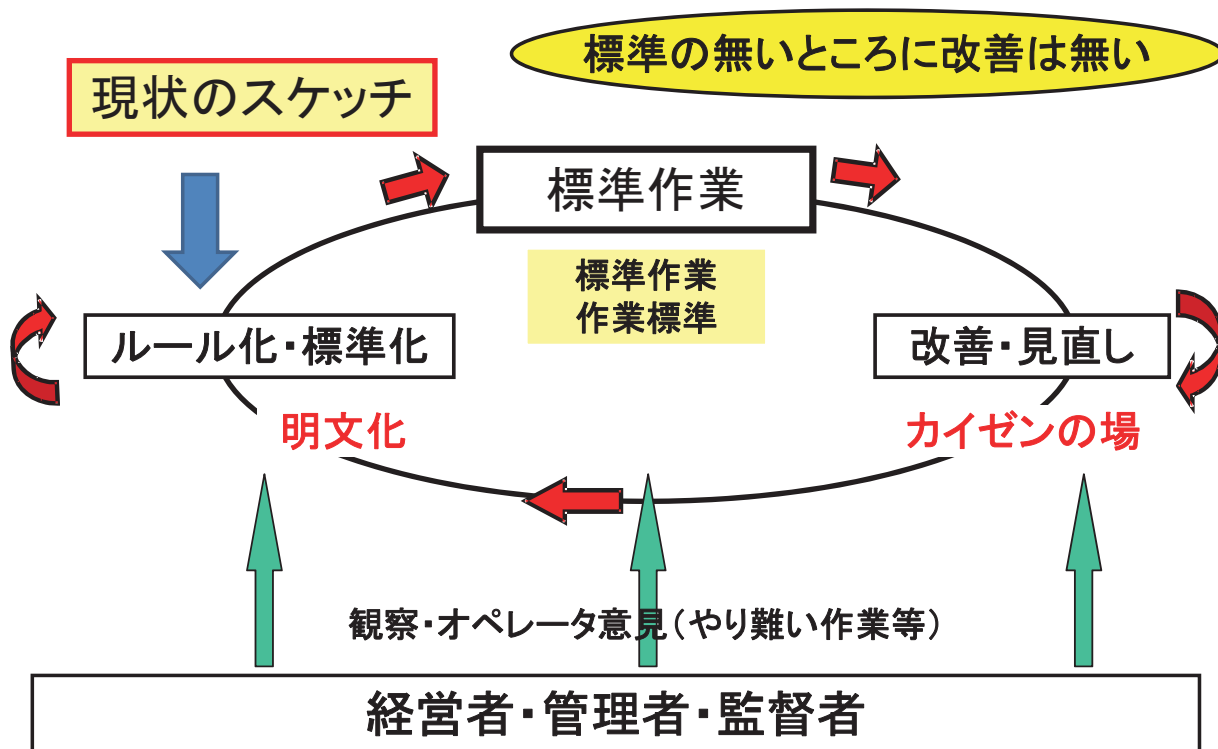 標準の無いところに改善は無い
現状のスケッチ
標準作業
標準作業
作業標準
ルール化・標準化
改善・見直し
明文化
カイゼンの場
観察・オペレータ意見(やり難い作業等)
経営者・管理者・監督者